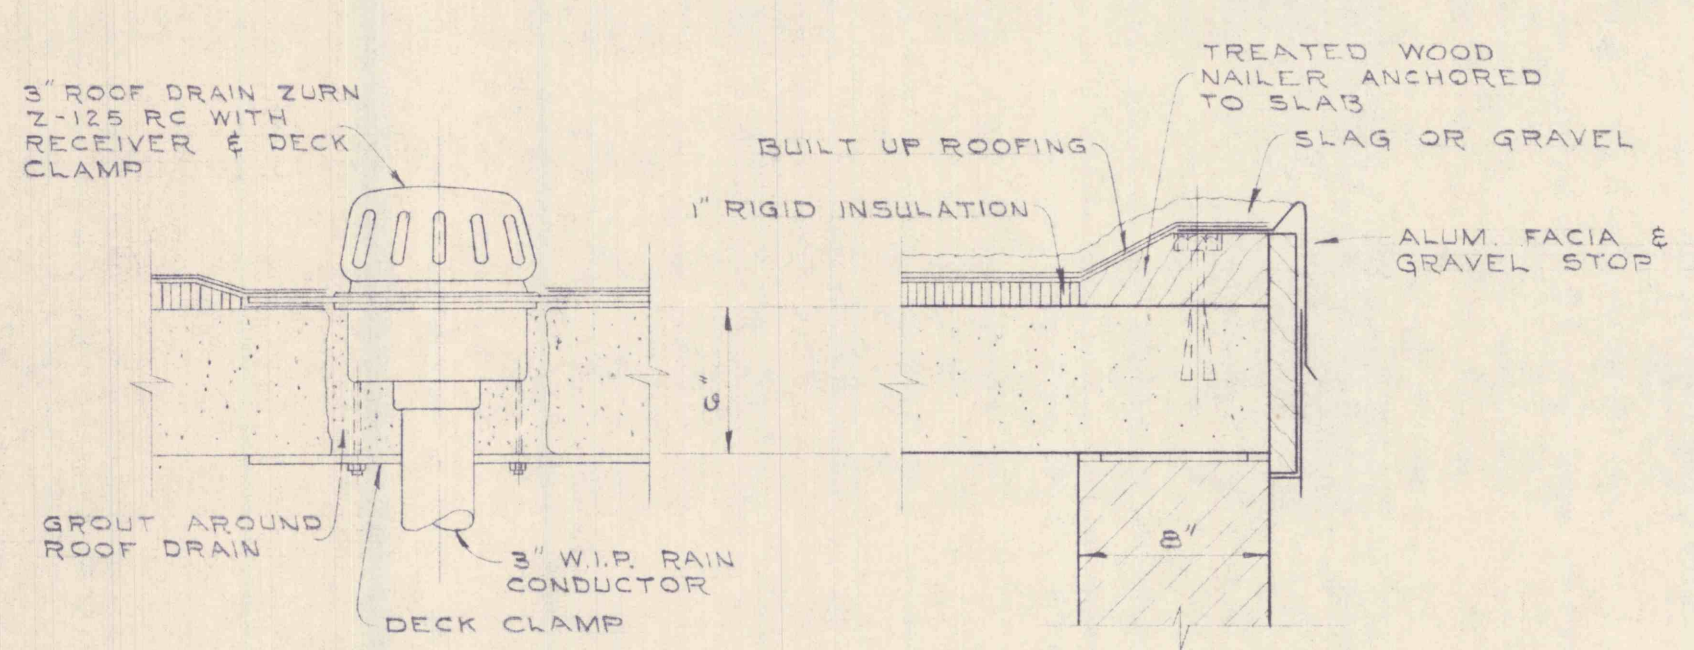 3" ROOF DRAIN ZURN
Z-125 RC WITH
RECEIVER & DECK
CLAMP
TREATED WOOD
NAILER ANCHORED
TO SLAB
BUILT UP ROOFING
SLAG OR GRAVEL
1" RIGID INSULATION
ALUM. FACIA &
GRAVEL STOP
6"
GROUT AROUND
ROOF DRAIN
3" W.I.P. RAIN
CONDUCTOR
DECK CLAMP
8"